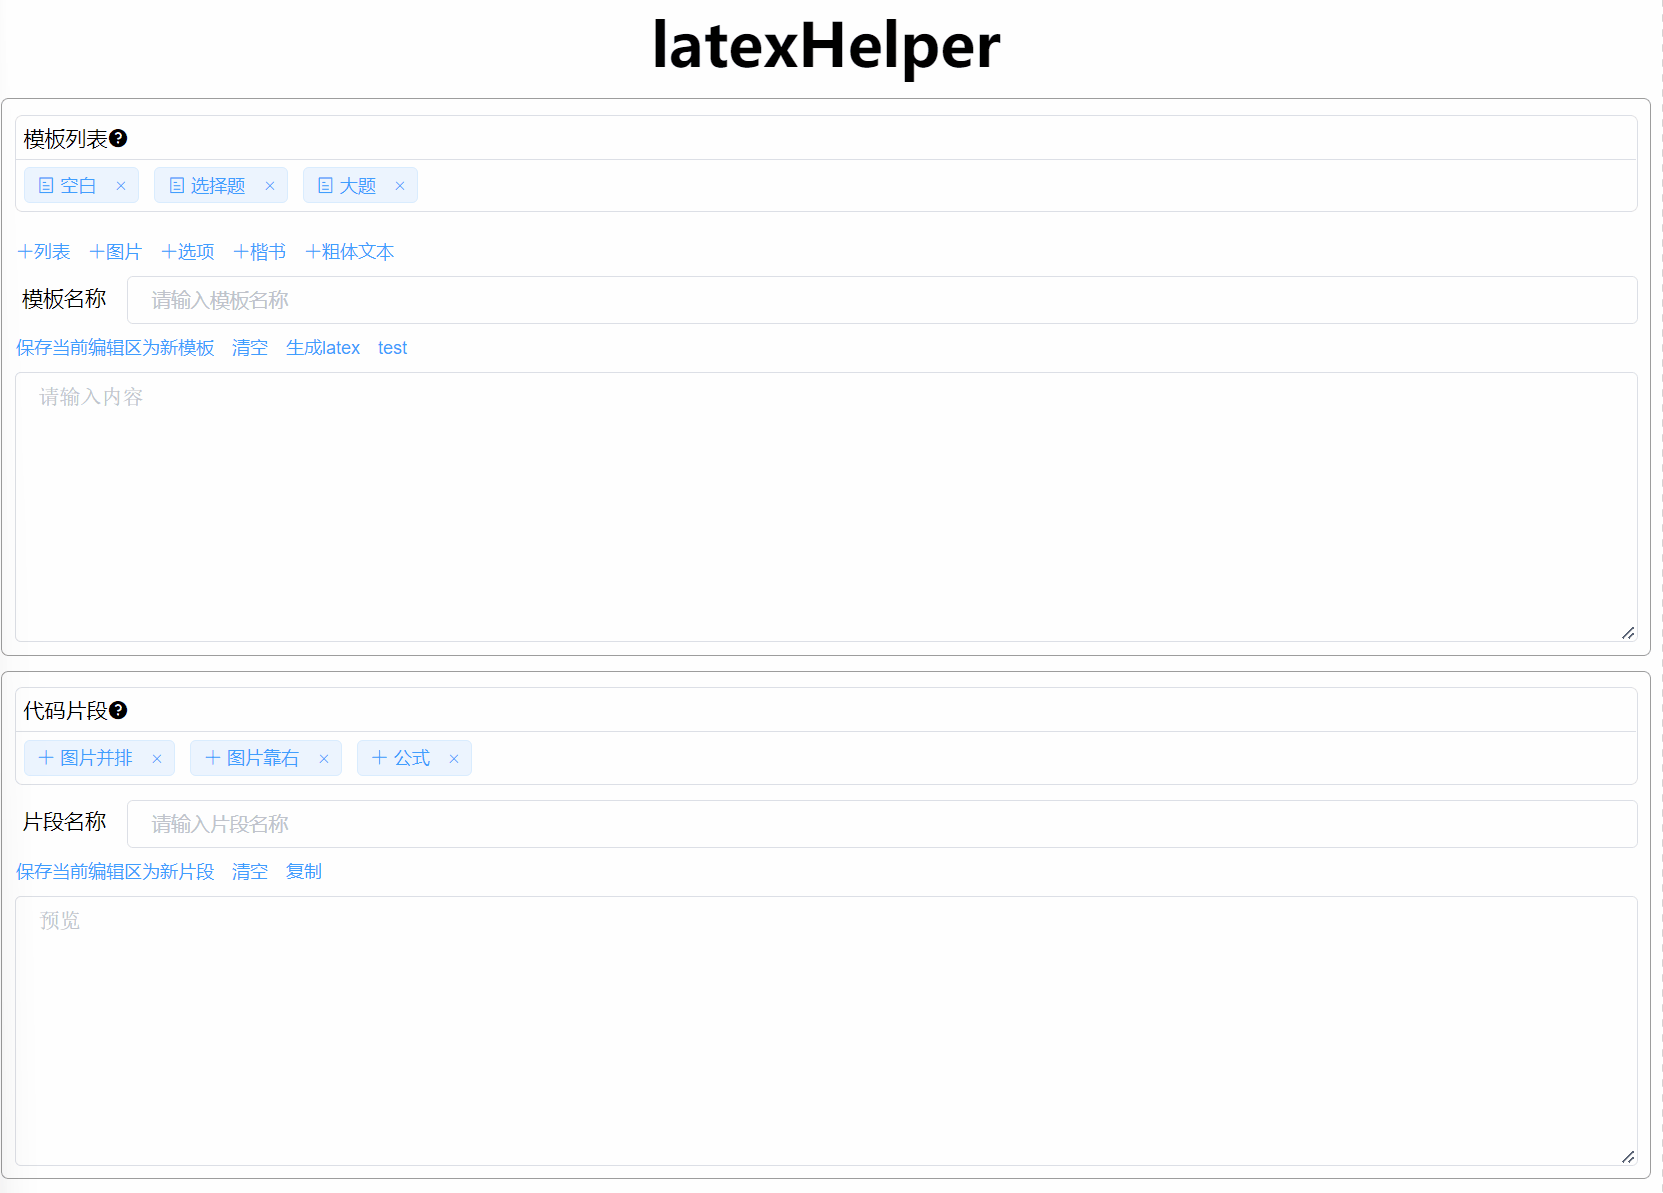 latexHelper
模板列表
空白 × 选择题 × 大题 ×
+列表 +图片 +选项 +楷书 +粗体文本
模板名称 请输入模板名称
保存当前编辑区为新模板 清空 生成latex test
请输入内容
代码片段
+ 图片并排 × + 图片靠右 × + 公式 ×
片段名称 请输入片段名称
保存当前编辑区为新片段 清空 复制
预览